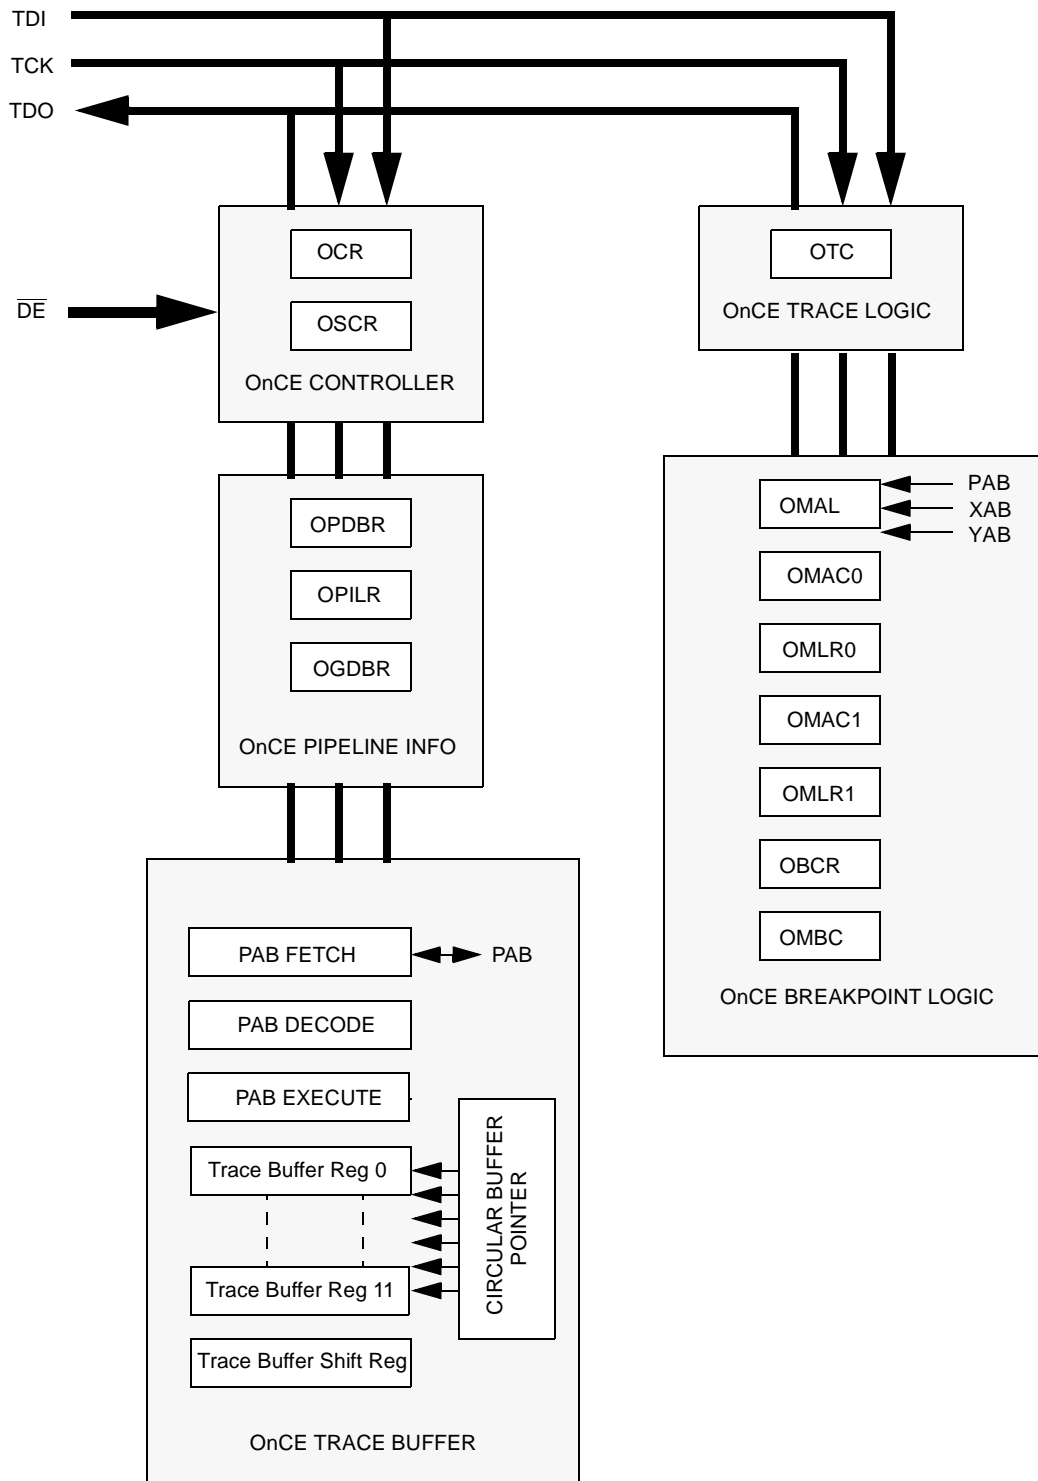 TDI
TCK
TDO
DE
OCR
OSCR
OnCE CONTROLLER
OTC
OnCE TRACE LOGIC
OPDBR
OPILR
OGDBR
OnCE PIPELINE INFO
OMAL
PAB
XAB
YAB
OMAC0
OMLR0
OMAC1
OMLR1
OBCR
OMBC
OnCE BREAKPOINT LOGIC
PAB FETCH
PAB
PAB DECODE
PAB EXECUTE
Trace Buffer Reg 0
Trace Buffer Reg 11
Trace Buffer Shift Reg
CIRCULAR BUFFER
POINTER
OnCE TRACE BUFFER